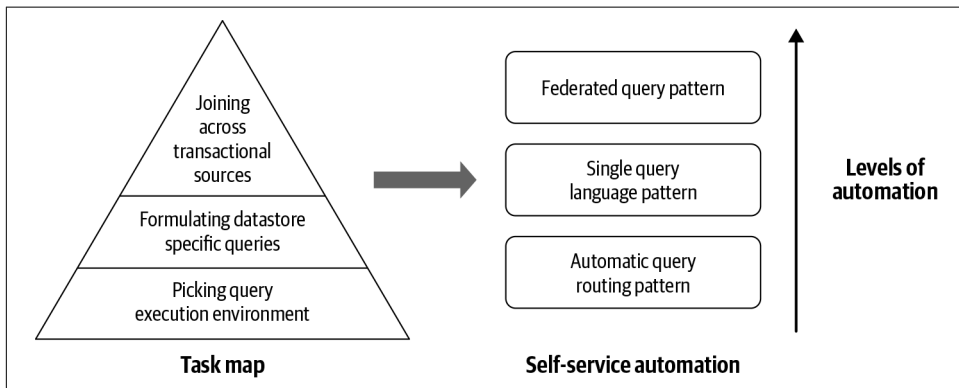 Joining
across
transactional
sources
Formulating datastore
specific queries
Picking query
execution environment
Task map
Federated query pattern
Single query
language pattern
Automatic query
routing pattern
Self-service automation
Levels of
automation